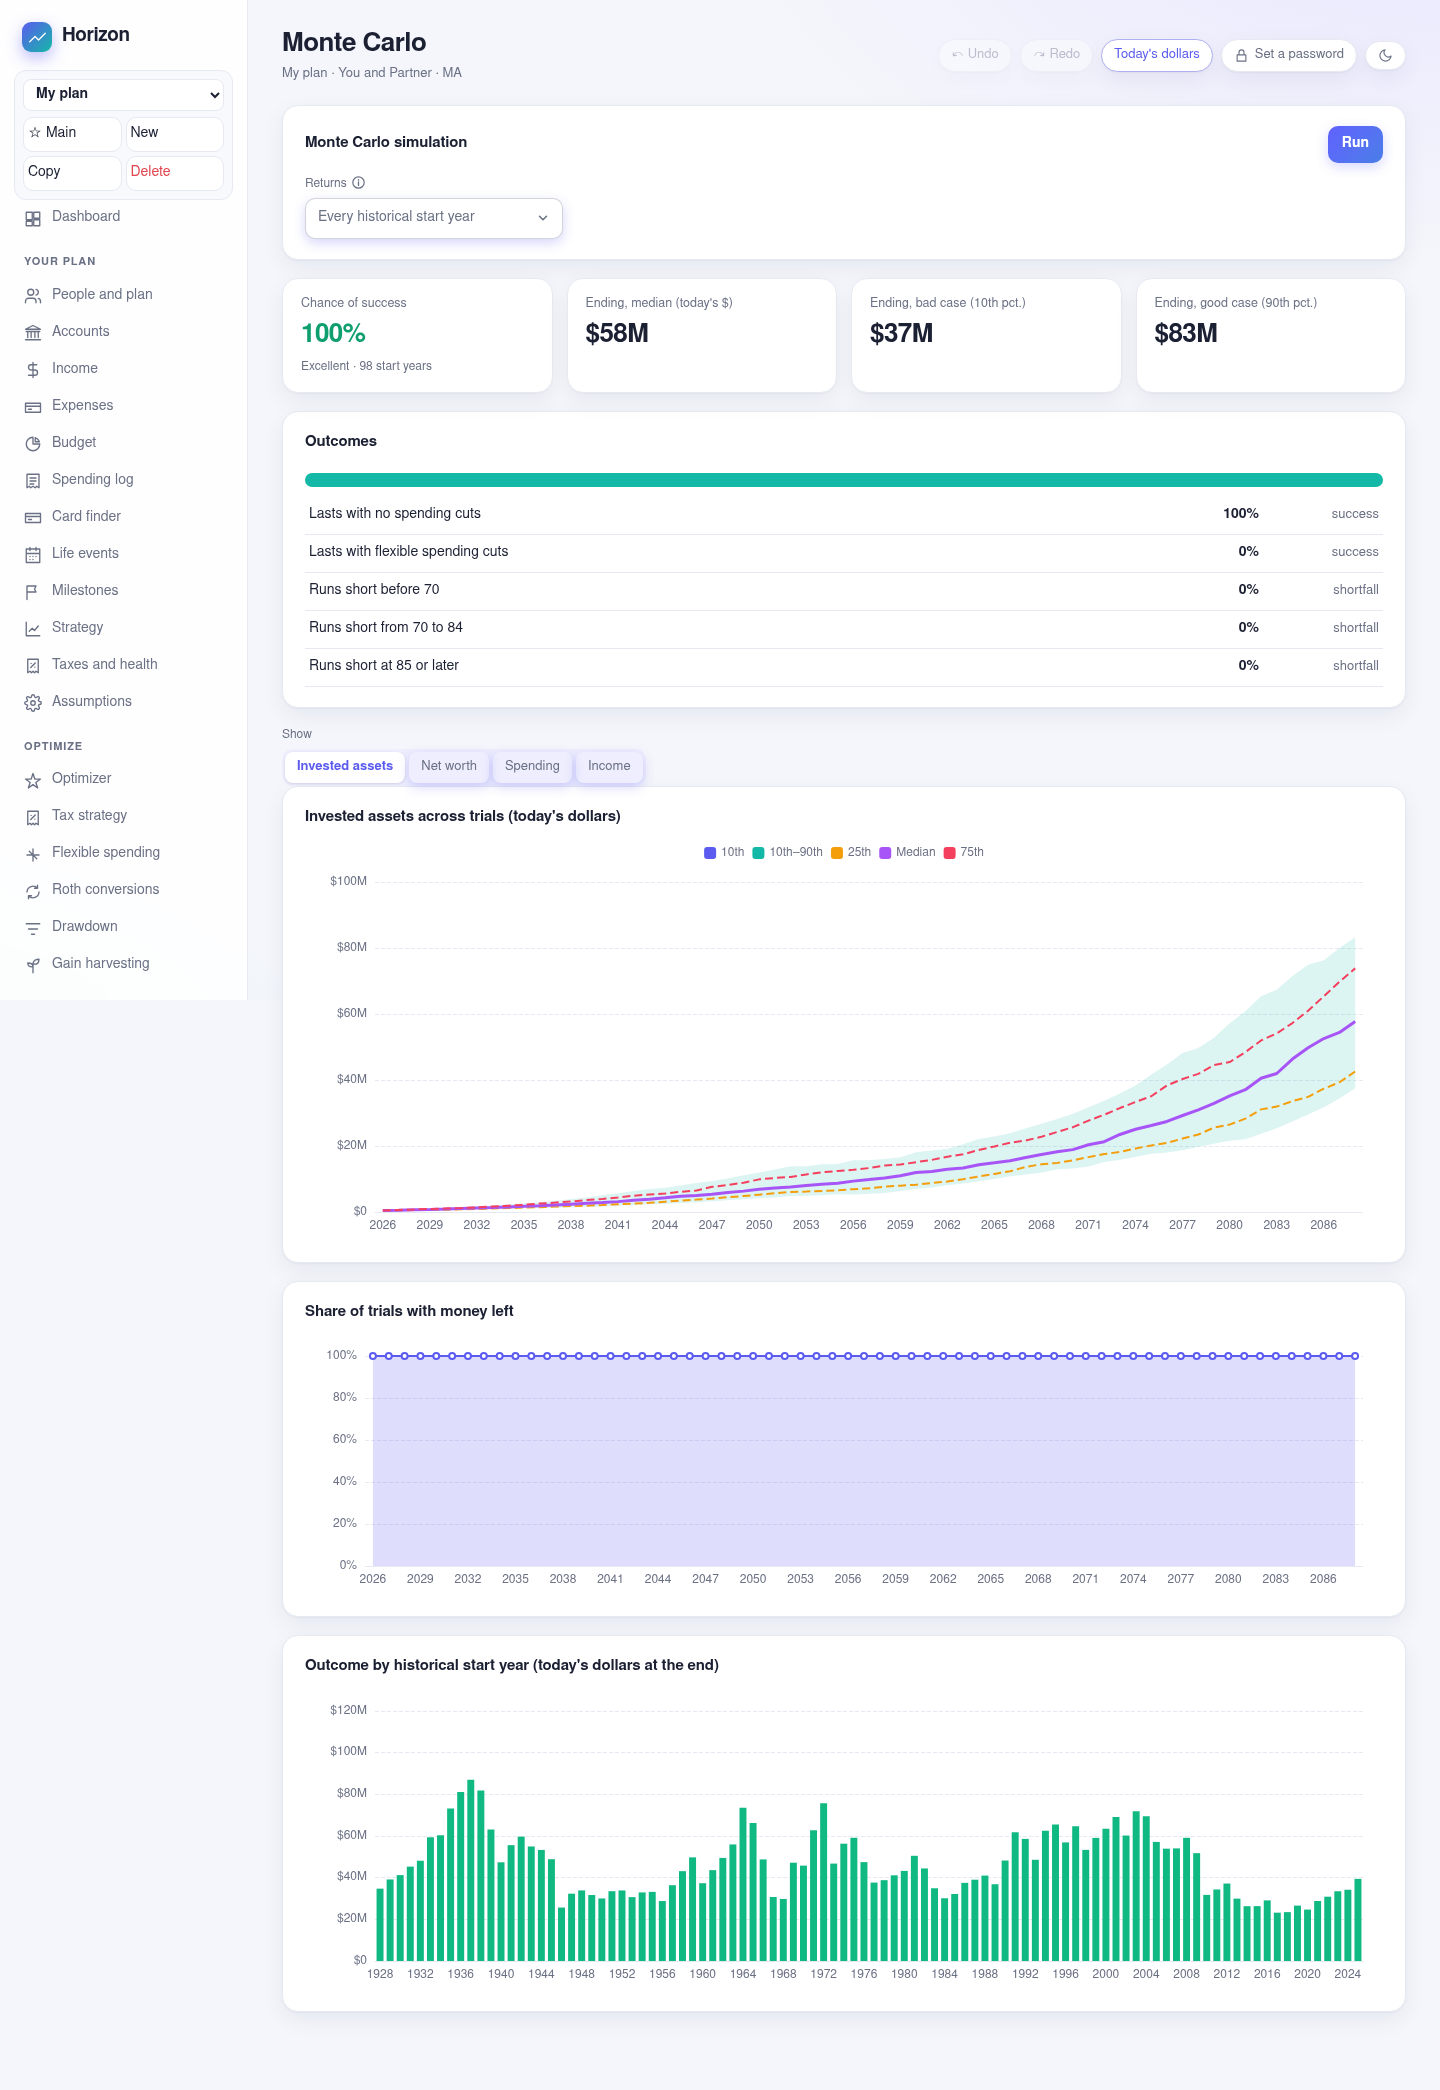 Horizon
My plan
☆ Main
New
Copy
Delete
Dashboard
YOUR PLAN
People and plan
Accounts
Income
Expenses
Budget
Spending log
Card finder
Life events
Milestones
Strategy
Taxes and health
Assumptions
OPTIMIZE
Optimizer
Tax strategy
Flexible spending
Roth conversions
Drawdown
Gain harvesting
Monte Carlo
My plan · You and Partner · MA
Undo
Redo
Today's dollars
Set a password
Monte Carlo simulation
Run
Returns
Every historical start year
Chance of success
100%
Excellent · 98 start years
Ending, median (today's $)
$58M
Ending, bad case (10th pct.)
$37M
Ending, good case (90th pct.)
$83M
Outcomes
Lasts with no spending cuts 100% success
Lasts with flexible spending cuts 0% success
Runs short before 70 0% shortfall
Runs short from 70 to 84 0% shortfall
Runs short at 85 or later 0% shortfall
Show
Invested assets Net worth Spending Income
Invested assets across trials (today's dollars)
10th 10th–90th 25th Median 75th
$100M
$80M
$60M
$40M
$20M
$0
2026 2029 2032 2035 2038 2041 2044 2047 2050 2053 2056 2059 2062 2065 2068 2071 2074 2077 2080 2083 2086
Share of trials with money left
100%
80%
60%
40%
20%
0%
2026 2029 2032 2035 2038 2041 2044 2047 2050 2053 2056 2059 2062 2065 2068 2071 2074 2077 2080 2083 2086
Outcome by historical start year (today's dollars at the end)
$120M
$100M
$80M
$60M
$40M
$20M
$0
1928 1932 1936 1940 1944 1948 1952 1956 1960 1964 1968 1972 1976 1980 1984 1988 1992 1996 2000 2004 2008 2012 2016 2020 2024